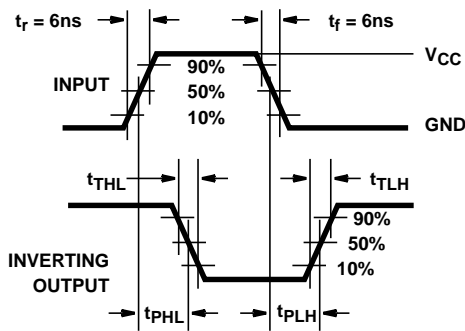 tr = 6ns
tf = 6ns
VCC
90%
INPUT
50%
10%
GND
tTHL
tTLH
90%
50%
INVERTING
OUTPUT
10%
tPHL
tPLH